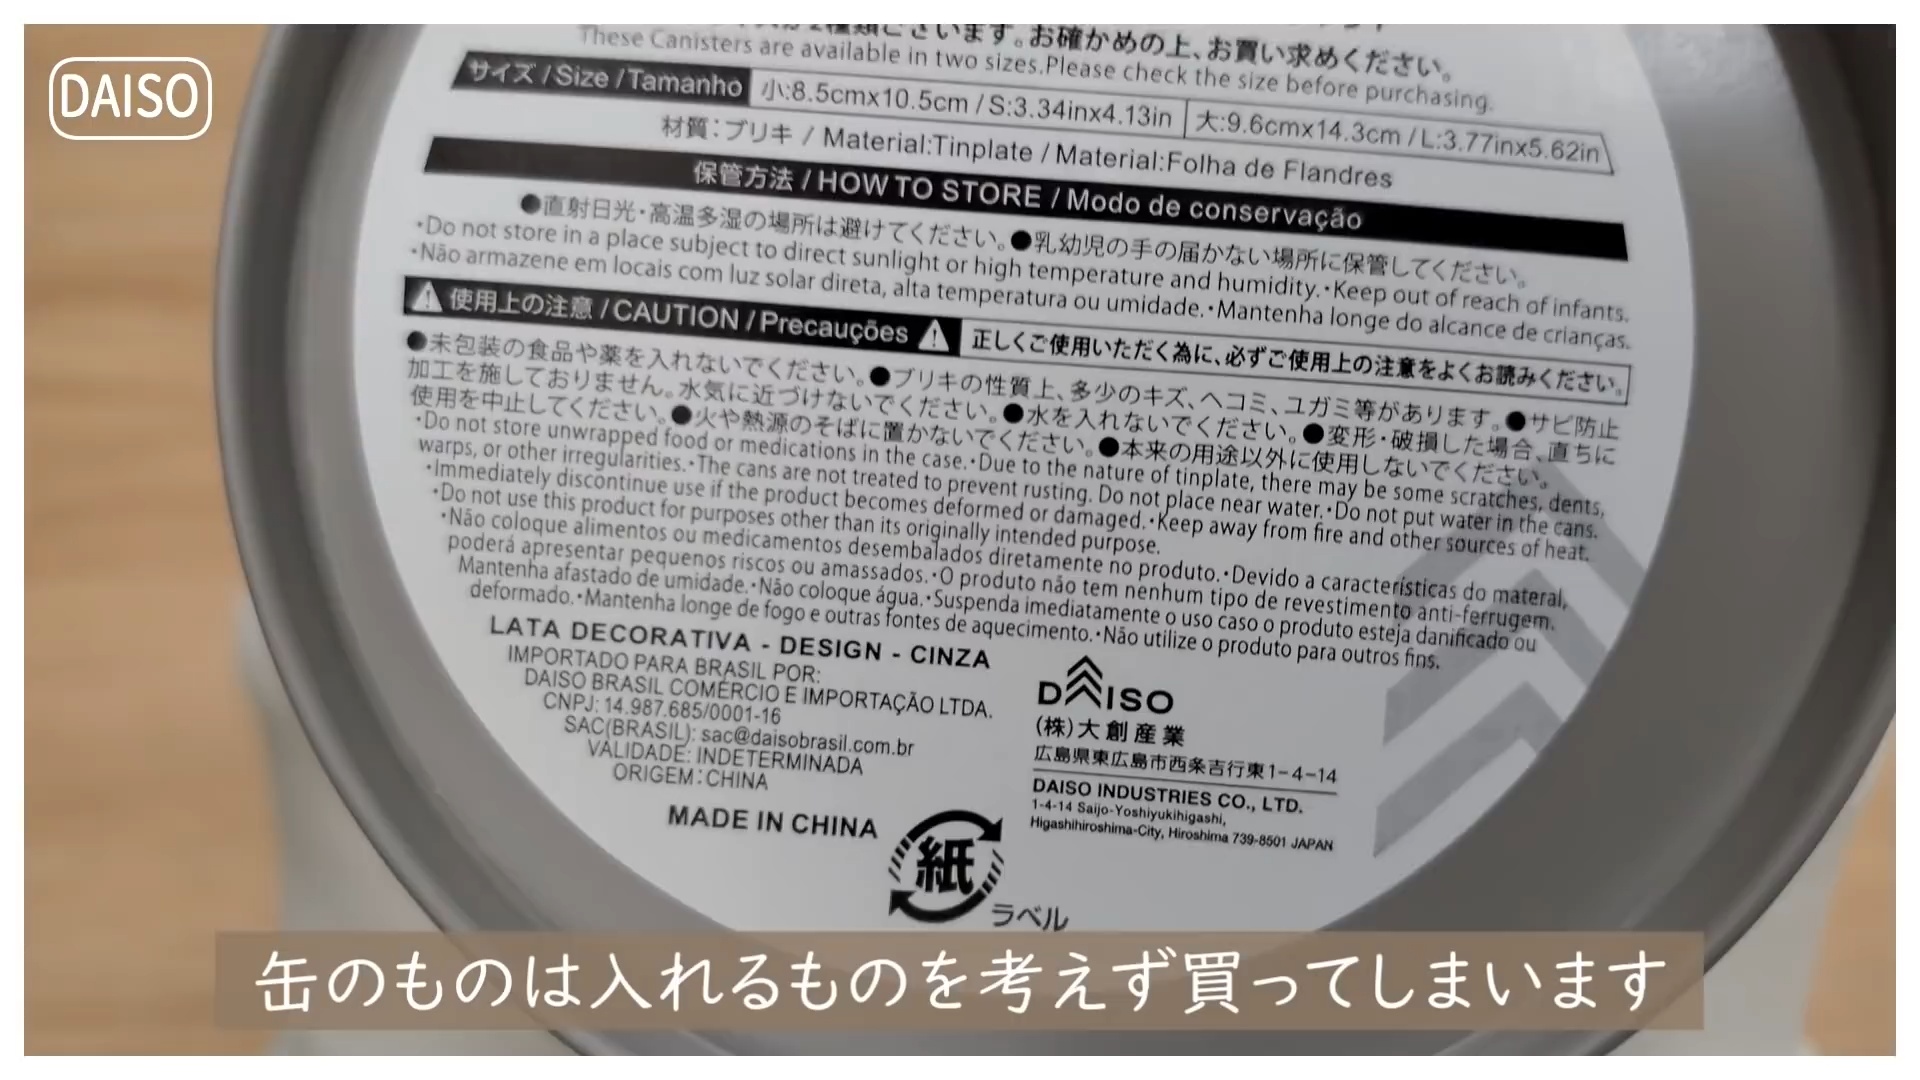 DAISO
種類ございます。お確かめの上、お買い求めください。
These Canisters are available in two sizes.Please check the size before purchasing.
サイズ / Size / Tamanho 小:8.5cmx10.5cm / S:3.34inx4.13in 大:9.6cmx14.3cm / L:3.77inx5.62in
材質:ブリキ / Material:Tinplate / Material:Folha de Flandres
保管方法 / HOW TO STORE / Modo de conservação
●直射日光・高温多湿の場所は避けてください。●乳幼児の手の届かない場所に保管してください。
・Do not store in a place subject to direct sunlight or high temperature and humidity.・Keep out of reach of infants.
・Não armazene em locais com luz solar direta, alta temperatura ou umidade.・Mantenha longe do alcance de crianças.
使用上の注意 / CAUTION / Precauções 正しくご使用いただく為に、必ずご使用上の注意をよくお読みください。
●未包装の食品や薬を入れないでください。●ブリキの性質上、多少のキズ、ヘコミ、ユガミ等があります。●サビ防止
加工を施しておりません。水気に近づけないでください。●水を入れないでください。●変形・破損した場合、直ちに
使用を中止してください。●火や熱源のそばに置かないでください。●本来の用途以外に使用しないでください。
・Do not store unwrapped food or medications in the case.・Due to the nature of tinplate, there may be some scratches, dents,
warps, or other irregularities.・The cans are not treated to prevent rusting. Do not place near water.・Do not put water in the cans.
・Immediately discontinue use if the product becomes deformed or damaged.・Keep away from fire and other sources of heat.
・Do not use this product for purposes other than its originally intended purpose.
・Não coloque alimentos ou medicamentos desembalados diretamente no produto.・Devido a características do materal,
poderá apresentar pequenos riscos ou amassados.・O produto não tem nenhum tipo de revestimento anti-ferrugem.
Mantenha afastado de umidade.・Não coloque água.・Suspenda imediatamente o uso caso o produto esteja danificado ou
deformado.・Mantenha longe de fogo e outras fontes de aquecimento.・Não utilize o produto para outros fins.
LATA DECORATIVA - DESIGN - CINZA
IMPORTADO PARA BRASIL POR:
DAISO BRASIL COMÉRCIO E IMPORTAÇÃO LTDA.
CNPJ: 14.987.685/0001-16
SAC(BRASIL): sac@daisobrasil.com.br
VALIDADE: INDETERMINADA
ORIGEM:CHINA
MADE IN CHINA
DAISO
(株)大創産業
広島県東広島市西条吉行東1-4-14
DAISO INDUSTRIES CO., LTD.
1-4-14 Saijo-Yoshiyukihigashi,
Higashihiroshima-City, Hiroshima 739-8501 JAPAN
紙
ラベル
缶のものは入れるものを考えず買ってしまいます